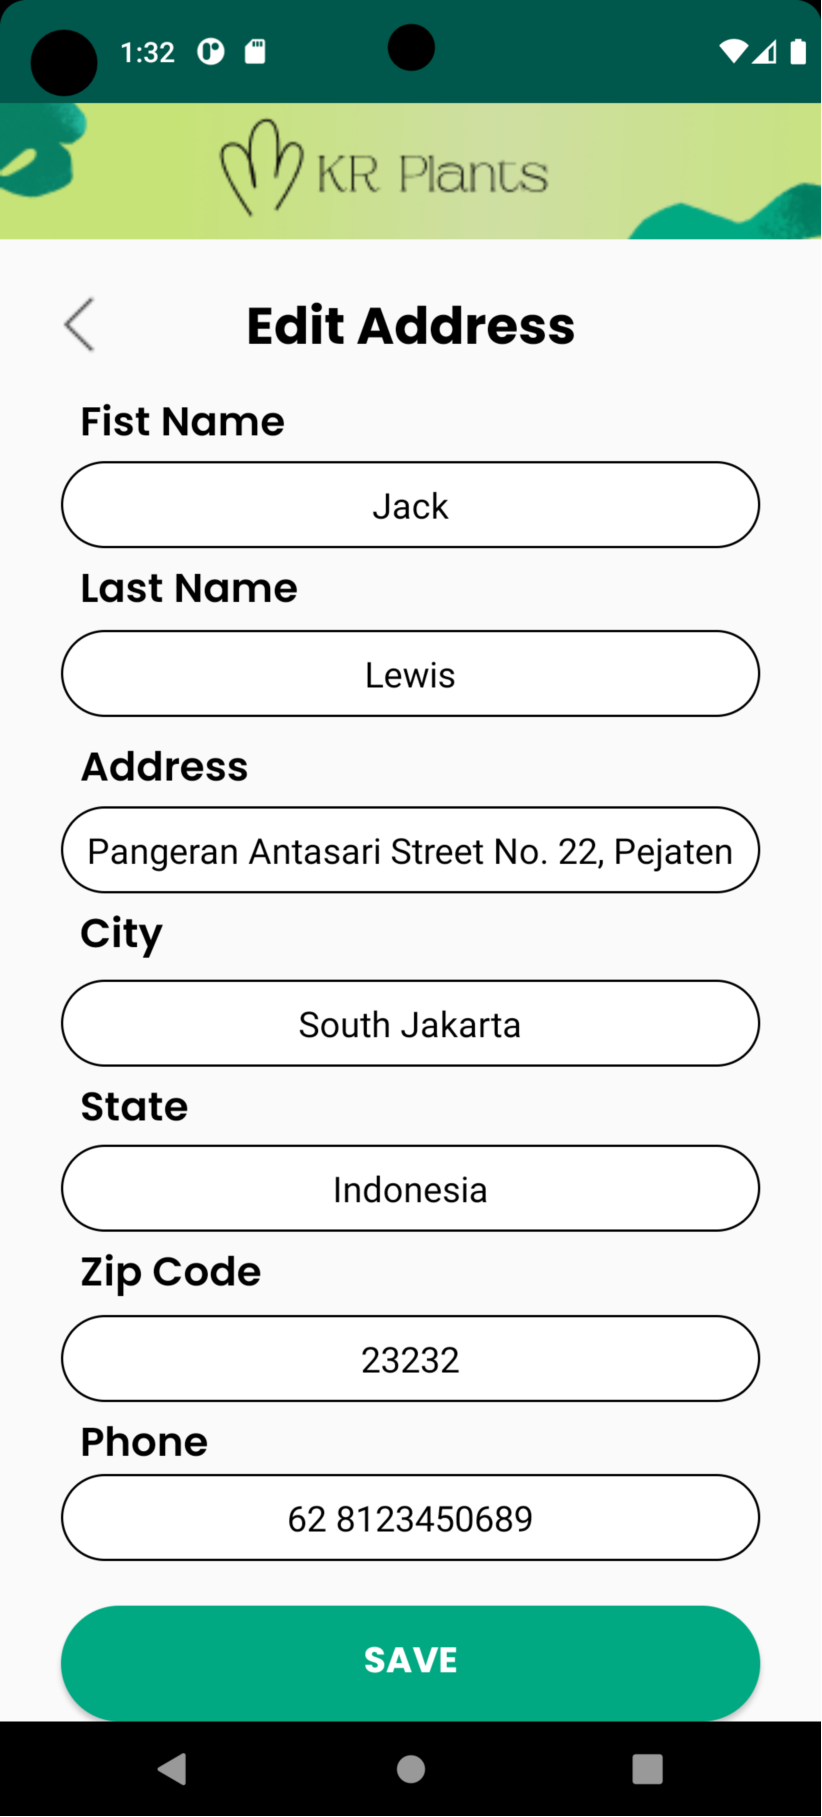 1:32
KR Plants
Edit Address
Fist Name
Jack
Last Name
Lewis
Address
Pangeran Antasari Street No. 22, Pejaten
City
South Jakarta
State
Indonesia
Zip Code
23232
Phone
62 8123450689
SAVE